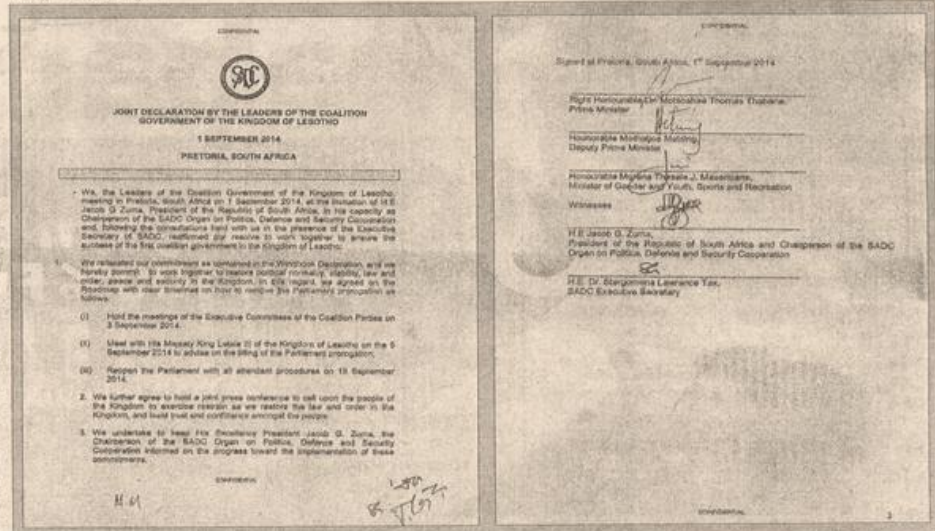 CONFIDENTIAL
SADC
JOINT DECLARATION BY THE LEADERS OF THE COALITION
GOVERNMENT OF THE KINGDOM OF LESOTHO
1 SEPTEMBER 2014
PRETORIA, SOUTH AFRICA
We, the Leaders of the Coalition Government of the Kingdom of Lesotho,
meeting in Pretoria, South Africa on 1 September 2014, at the invitation of H.E
Jacob G Zuma, President of the Republic of South Africa, in his capacity as
Chairperson of the SADC Organ on Politics, Defence and Security Cooperation
and, following the consultations held with us in the presence of the Executive
Secretary of SADC, reaffirmed our resolve to work together to ensure the
success of the first coalition government in the Kingdom of Lesotho;
We reiterated our commitment as contained in the Windhoek Declaration, and we
hereby commit to work together to restore political normalcy, stability, law and
order, peace and security in the Kingdom. In this regard, we agreed on the
Roadmap with clear timelines on how to remove the Parliament prorogation as
follows:
(i) Hold the meetings of the Executive Committees of the Coalition Parties on
3 September 2014.
(ii) Meet with His Majesty King Letsie III of the Kingdom of Lesotho on the 5
September 2014 to advise on the lifting of the Parliament prorogation;
(iii) Reopen the Parliament with all attendant procedures on 19 September
2014.
2. We further agree to hold a joint press conference to call upon the people of
the Kingdom to exercise restrain as we restore the law and order in the
Kingdom, and build trust and confidence amongst the people.
3. We undertake to keep His Excellency President Jacob G. Zuma, the
Chairperson of the SADC Organ on Politics, Defence and Security
Cooperation informed on the progress toward the implementation of these
commitments.
CONFIDENTIAL
M.M
CONFIDENTIAL
Signed at Pretoria, South Africa, 1st September 2014
Right Honourable Dr. Motsoahae Thomas Thabane,
Prime Minister
Honourable Mothetjoa Metsing,
Deputy Prime Minister
Honourable Morena Thesele J. Maseribane,
Minister of Gender and Youth, Sports and Recreation
Witnesses
H.E Jacob G. Zuma,
President of the Republic of South Africa and Chairperson of the SADC
Organ on Politics, Defence and Security Cooperation
H.E. Dr. Stergomena Lawrence Tax,
SADC Executive Secretary
CONFIDENTIAL
2